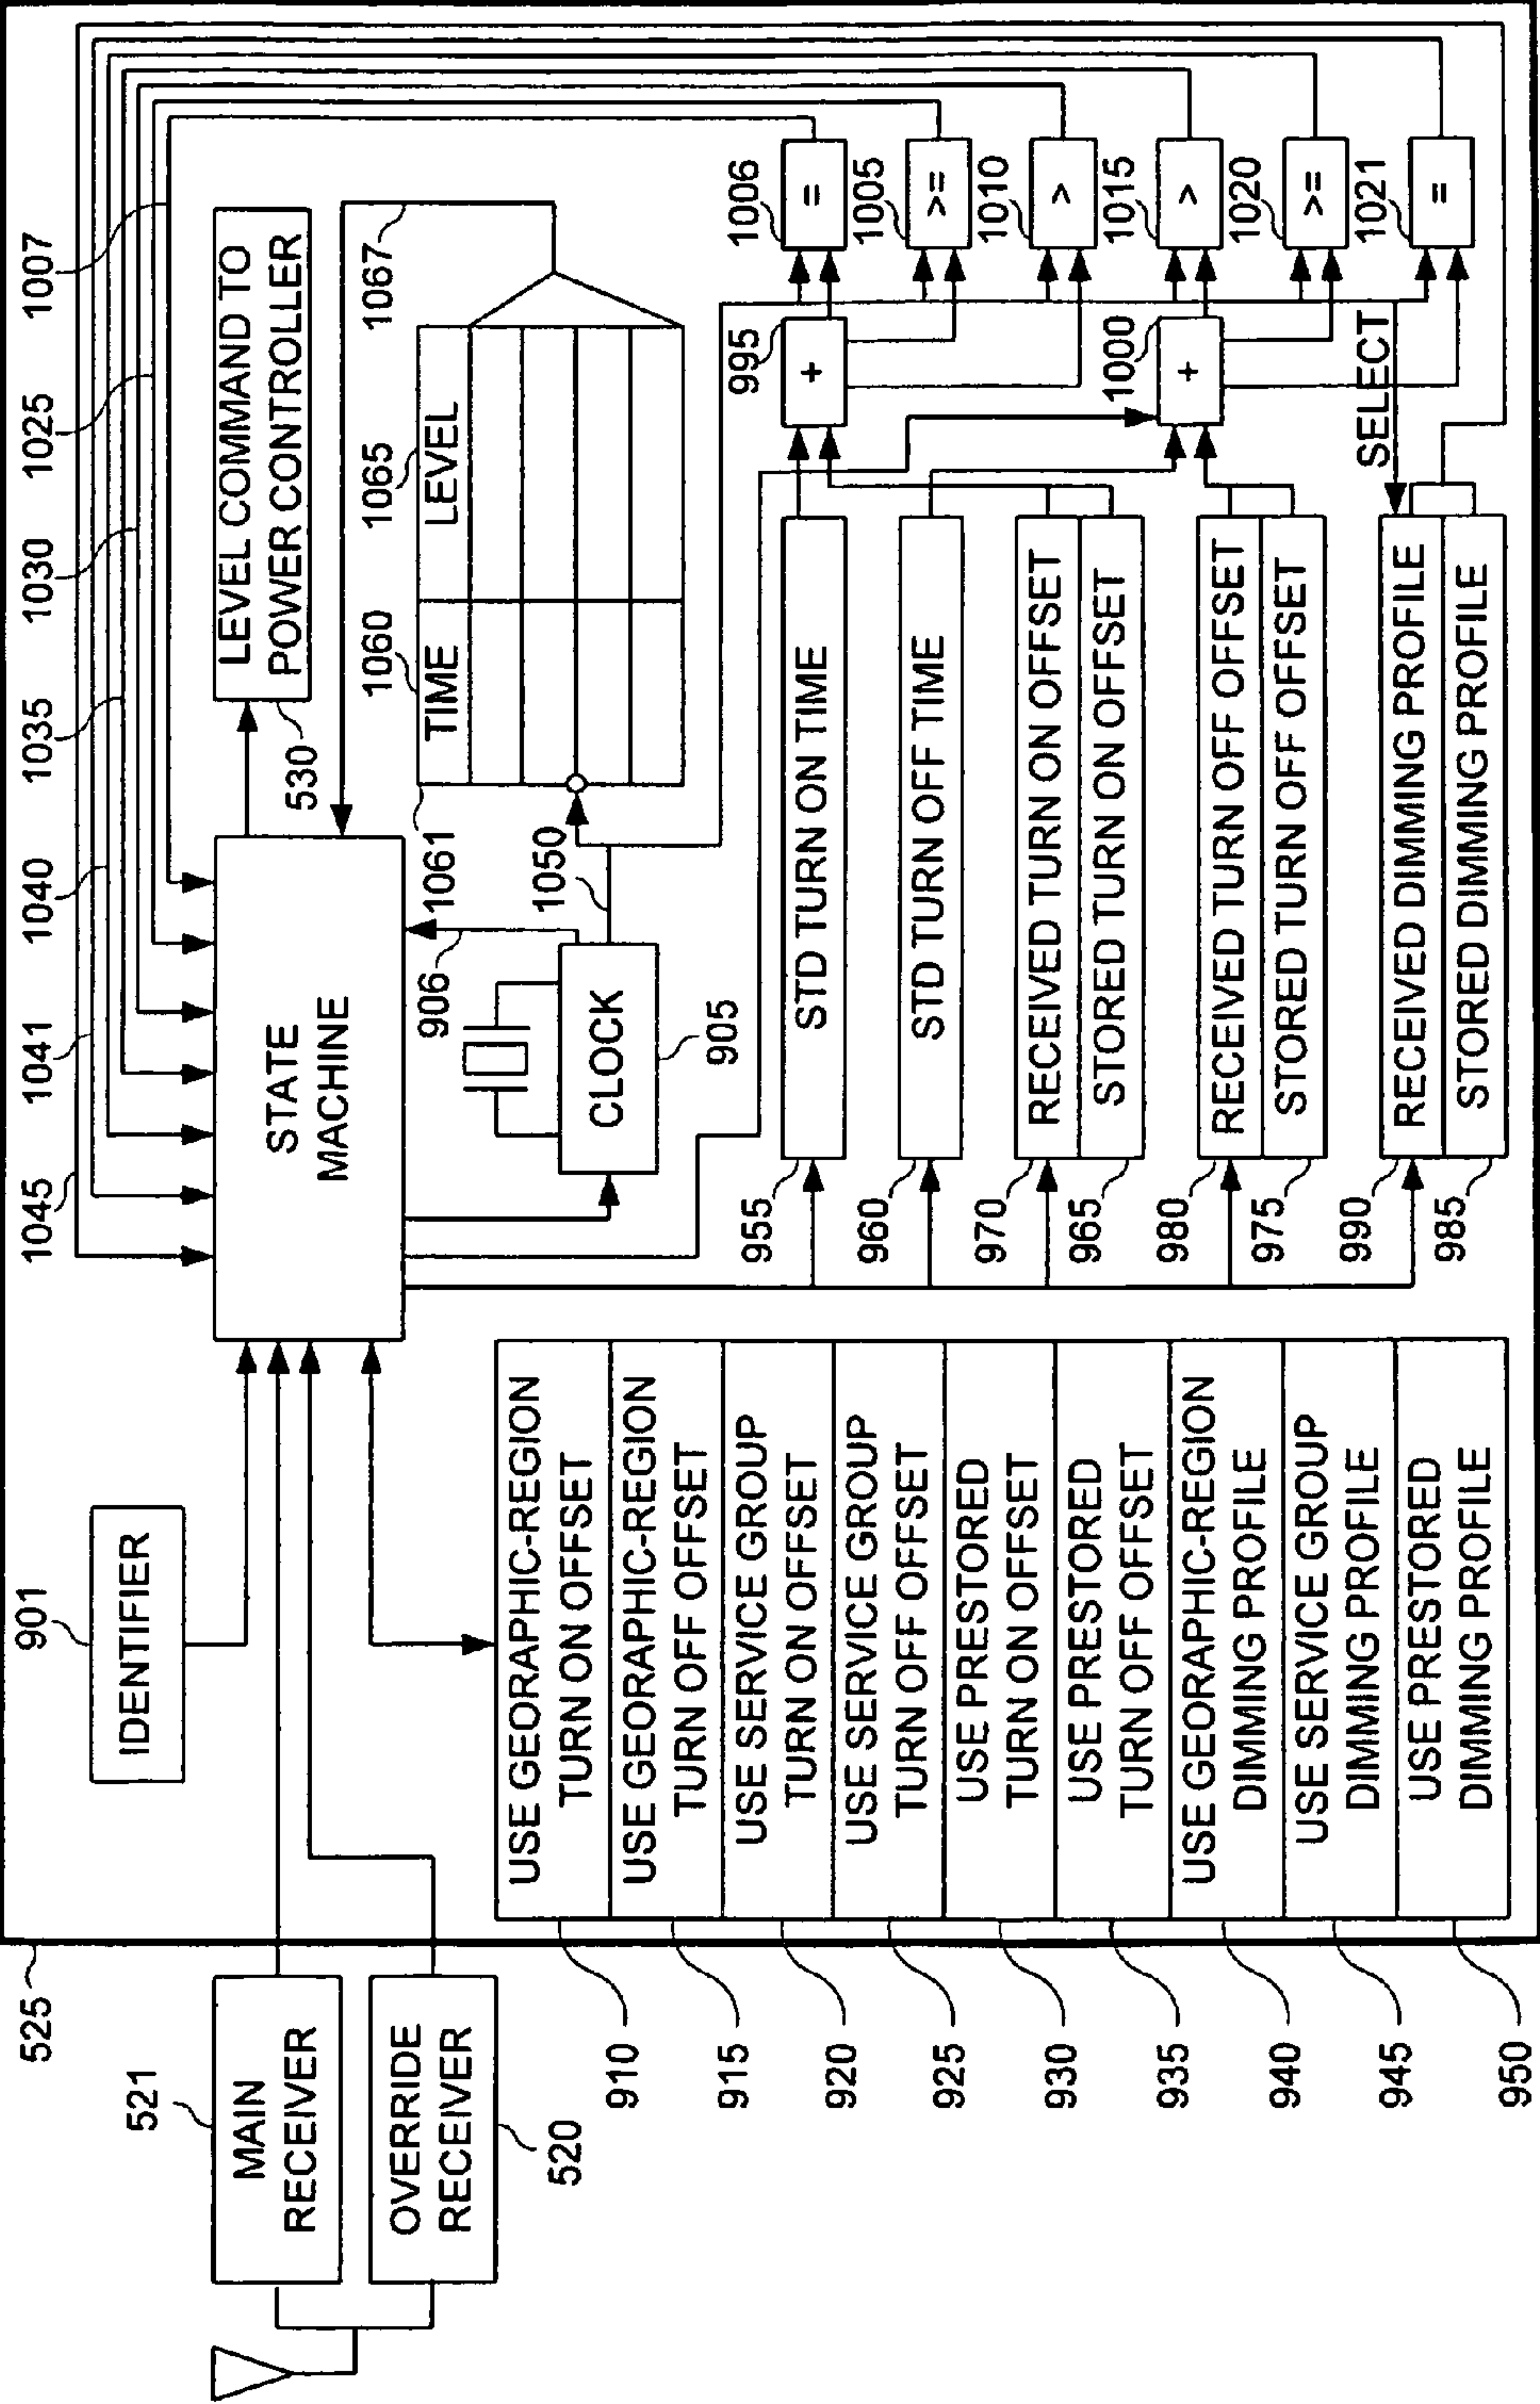 525
521
MAIN
RECEIVER
OVERRIDE
RECEIVER
520
901
IDENTIFIER
STATE
MACHINE
1045
1041
1040
1035
1030
1025
1007
LEVEL COMMAND TO
POWER CONTROLLER
530
906
CLOCK
905
1050
1061
1060
1065
1067
TIME
LEVEL
910
USE GEORAPHIC-REGION
TURN ON OFFSET
915
USE GEORAPHIC-REGION
TURN OFF OFFSET
920
USE SERVICE GROUP
TURN ON OFFSET
925
USE SERVICE GROUP
TURN OFF OFFSET
930
USE PRESTORED
TURN ON OFFSET
935
USE PRESTORED
TURN OFF OFFSET
940
USE GEORAPHIC-REGION
DIMMING PROFILE
945
USE SERVICE GROUP
DIMMING PROFILE
950
USE PRESTORED
DIMMING PROFILE
955
STD TURN ON TIME
960
STD TURN OFF TIME
970
RECEIVED TURN ON OFFSET
965
STORED TURN ON OFFSET
980
RECEIVED TURN OFF OFFSET
975
STORED TURN OFF OFFSET
990
RECEIVED DIMMING PROFILE
985
STORED DIMMING PROFILE
SELECT
995
+
1000
+
1006
=
1005
>=
1010
>
1015
>
1020
>=
1021
=